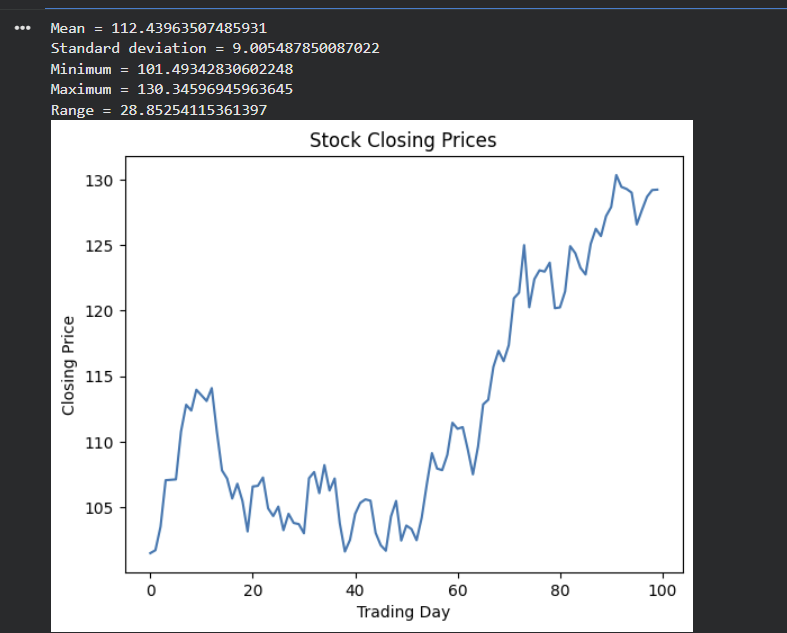 Mean = 112.43963507485931
Standard deviation = 9.005487850087022
Minimum = 101.49342830602248
Maximum = 130.34596945963645
Range = 28.85254115361397
Stock Closing Prices
130
125
120
115
110
105
Closing Price
0 20 40 60 80 100
Trading Day